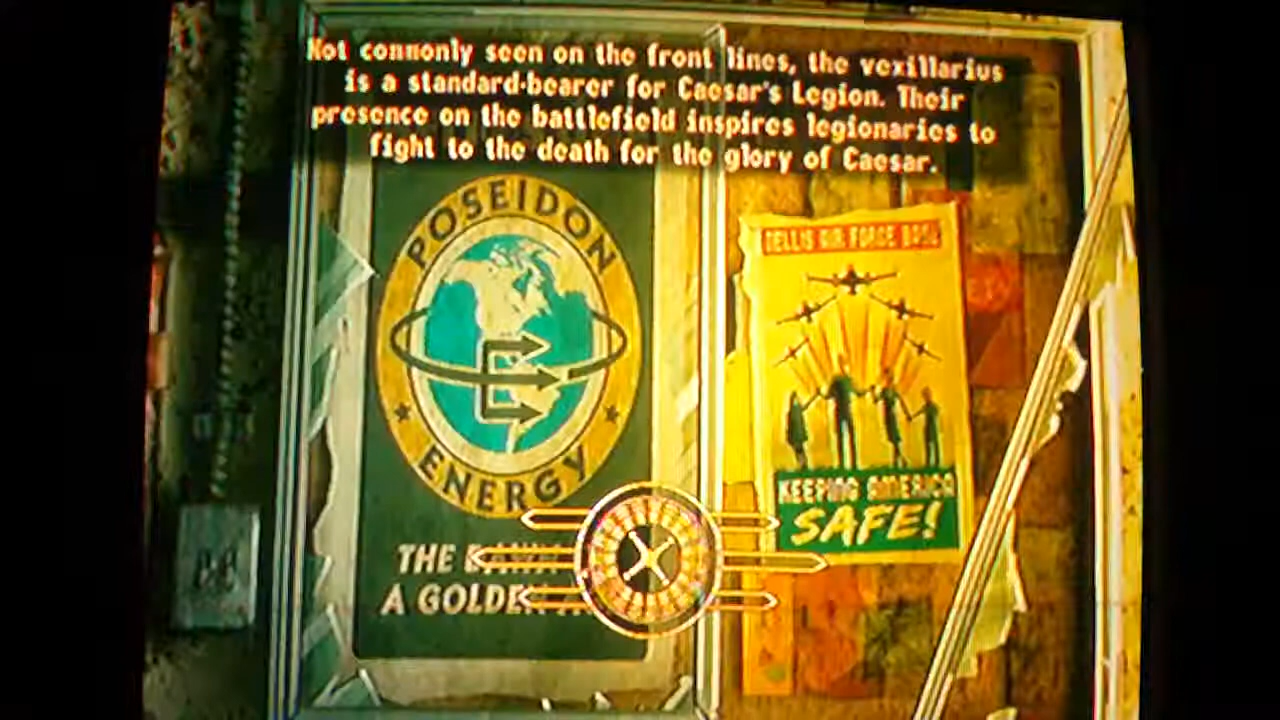 Not commonly seen on the front lines, the vexillarius
is a standard-bearer for Caesar's Legion. Their
presence on the battlefield inspires legionaries to
fight to the death for the glory of Caesar.
POSEIDON
ENERGY
THE
A GOLDEN
NELLIS AIR FORCE BASE
KEEPING AMERICA
SAFE!